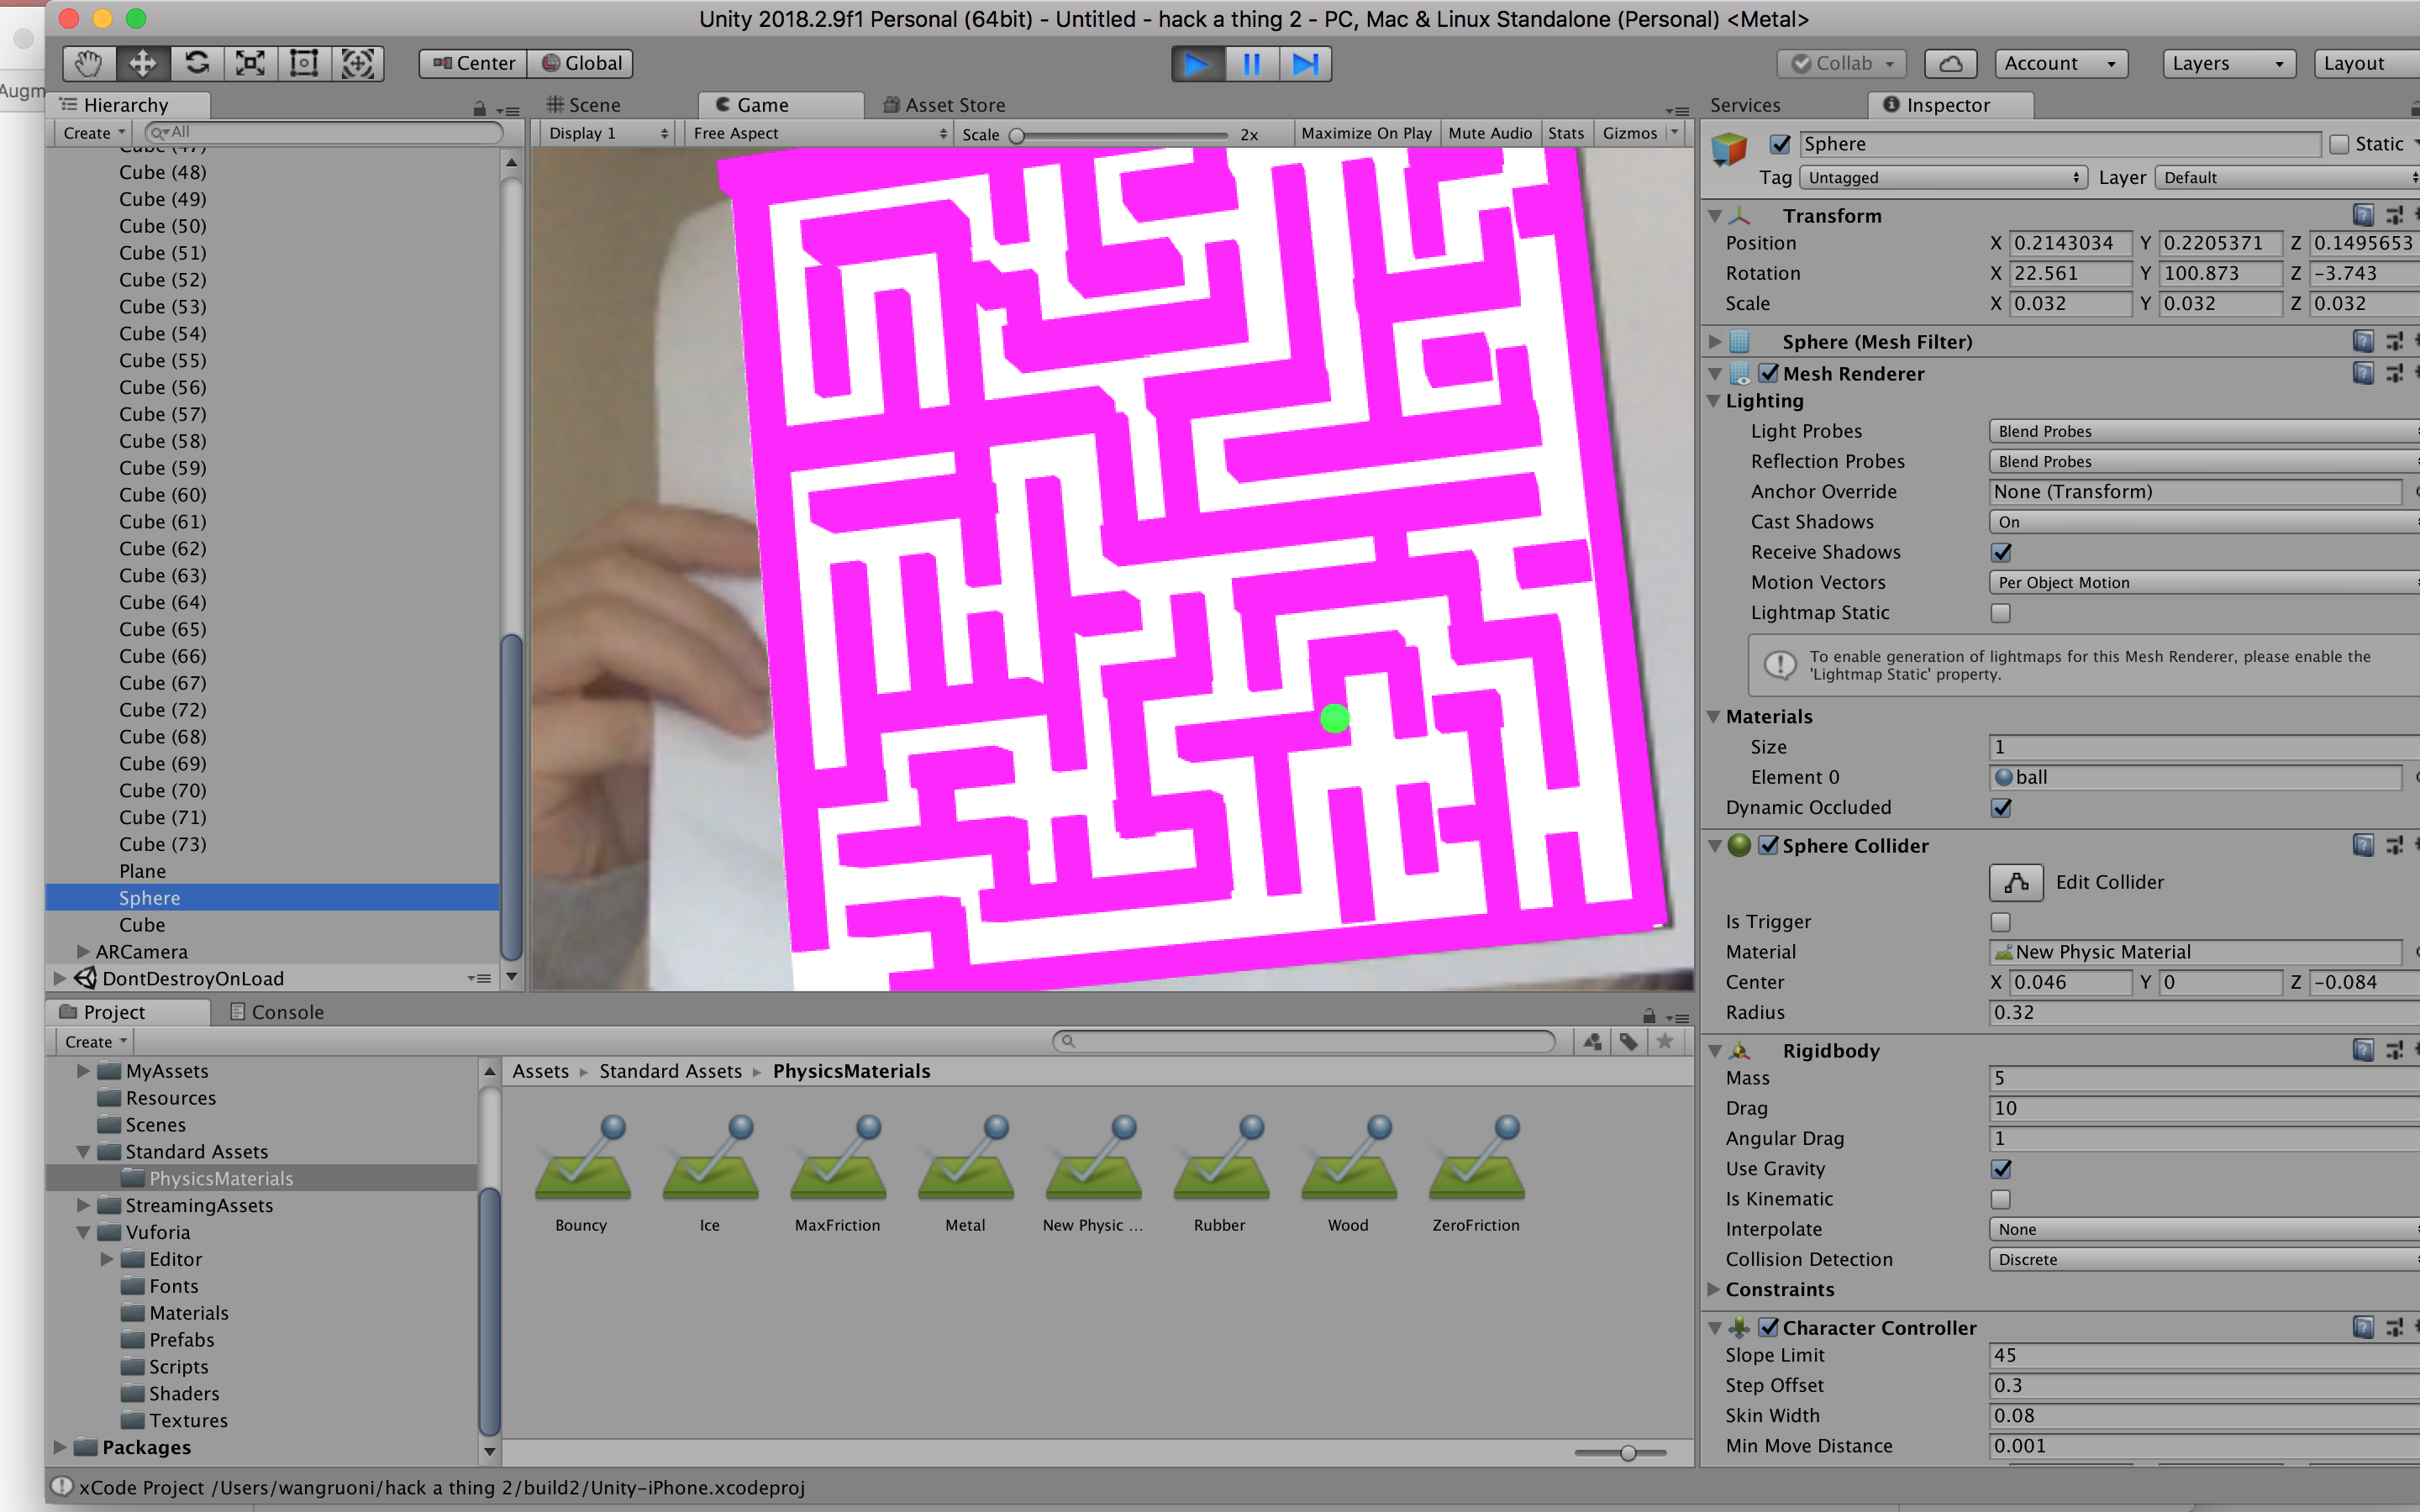 Unity 2018.2.9f1 Personal (64bit) - Untitled - hack a thing 2 - PC, Mac & Linux Standalone (Personal) <Metal>
Center Global Collab Account Layers Layout
Augm
Hierarchy
Create All
Cube (47)
Cube (48)
Cube (49)
Cube (50)
Cube (51)
Cube (52)
Cube (53)
Cube (54)
Cube (55)
Cube (56)
Cube (57)
Cube (58)
Cube (59)
Cube (60)
Cube (61)
Cube (62)
Cube (63)
Cube (64)
Cube (65)
Cube (66)
Cube (67)
Cube (72)
Cube (68)
Cube (69)
Cube (70)
Cube (71)
Cube (73)
Plane
Sphere
Cube
ARCamera
DontDestroyOnLoad
Scene Game Asset Store
Display 1 Free Aspect Scale 2x Maximize On Play Mute Audio Stats Gizmos
Services Inspector
Sphere Static
Tag Untagged Layer Default
Transform
Position X 0.2143034 Y 0.2205371 Z 0.1495653
Rotation X 22.561 Y 100.873 Z -3.743
Scale X 0.032 Y 0.032 Z 0.032
Sphere (Mesh Filter)
Mesh Renderer
Lighting
Light Probes Blend Probes
Reflection Probes Blend Probes
Anchor Override None (Transform)
Cast Shadows On
Receive Shadows
Motion Vectors Per Object Motion
Lightmap Static
To enable generation of lightmaps for this Mesh Renderer, please enable the
'Lightmap Static' property.
Materials
Size 1
Element 0 ball
Dynamic Occluded
Sphere Collider
Edit Collider
Is Trigger
Material New Physic Material
Center X 0.046 Y 0 Z -0.084
Radius 0.32
Rigidbody
Mass 5
Drag 10
Angular Drag 1
Use Gravity
Is Kinematic
Interpolate None
Collision Detection Discrete
Constraints
Character Controller
Slope Limit 45
Step Offset 0.3
Skin Width 0.08
Min Move Distance 0.001
Project Console
Create
MyAssets
Resources
Scenes
Standard Assets
PhysicsMaterials
StreamingAssets
Vuforia
Editor
Fonts
Materials
Prefabs
Scripts
Shaders
Textures
Packages
Assets Standard Assets PhysicsMaterials
Bouncy Ice MaxFriction Metal New Physic ... Rubber Wood ZeroFriction
xCode Project /Users/wangruoni/hack a thing 2/build2/Unity-iPhone.xcodeproj